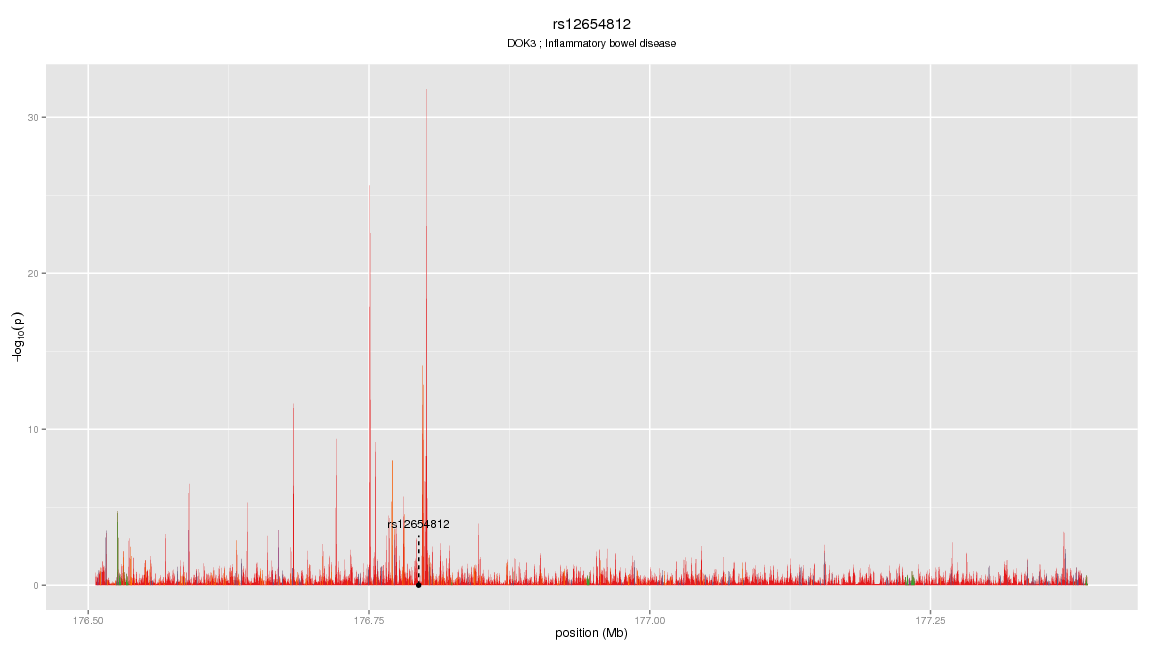 rs12654812
DOK3 ; Inflammatory bowel disease
30
20
10
0
−log10(p)
rs12654812
176.50
176.75
177.00
177.25
position (Mb)